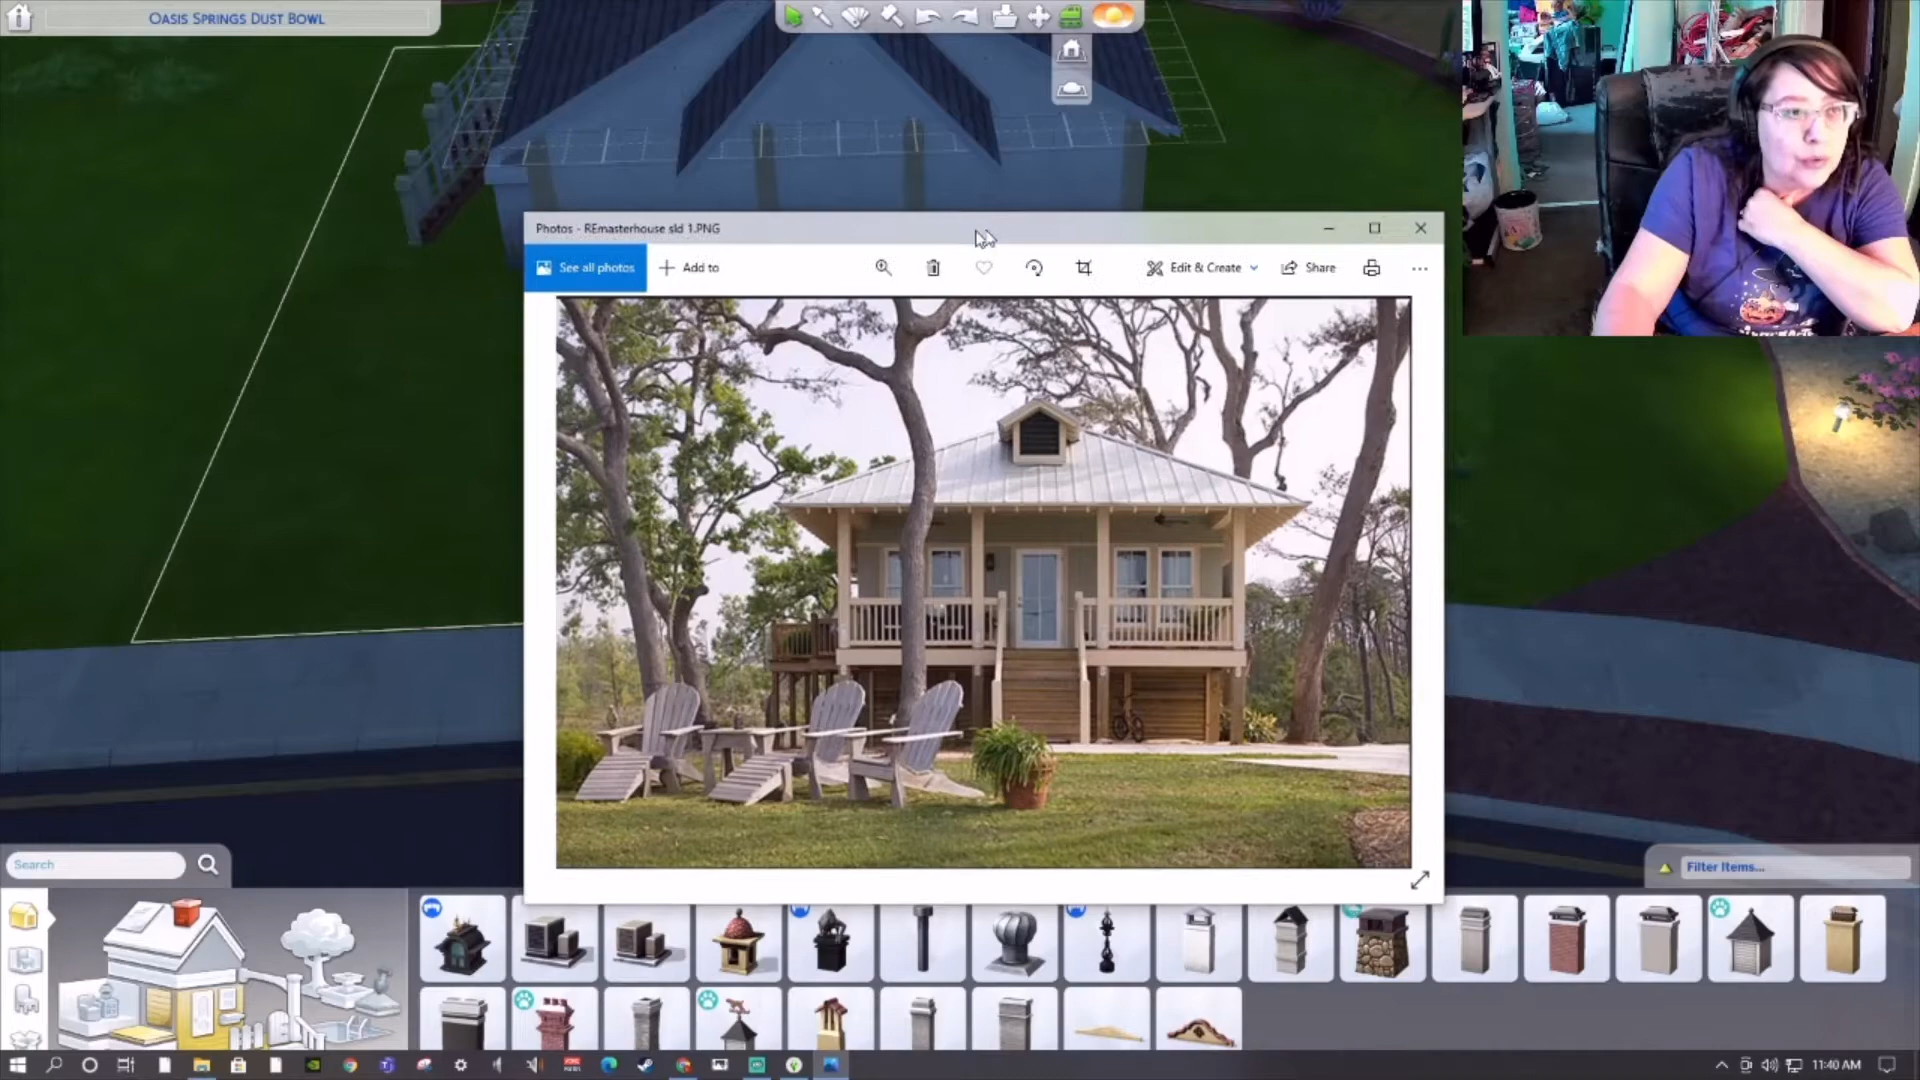 OASIS SPRINGS DUST BOWL
Photos - REmasterhouse sld 1.PNG
See all photos
Add to
Edit & Create
Share
Search
Filter Items...
11:40 AM